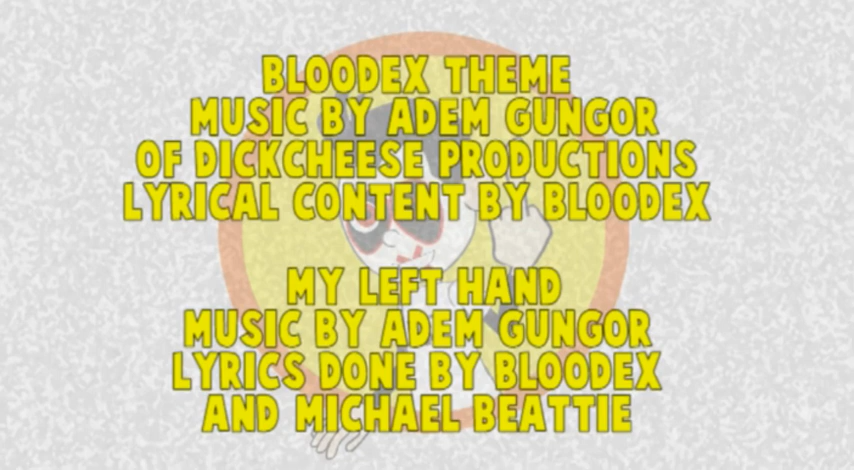 BLOODEX THEME
MUSIC BY ADEM GUNGOR
OF DICKCHEESE PRODUCTIONS
LYRICAL CONTENT BY BLOODEX
MY LEFT HAND
MUSIC BY ADEM GUNGOR
LYRICS DONE BY BLOODEX
AND MICHAEL BEATTIE